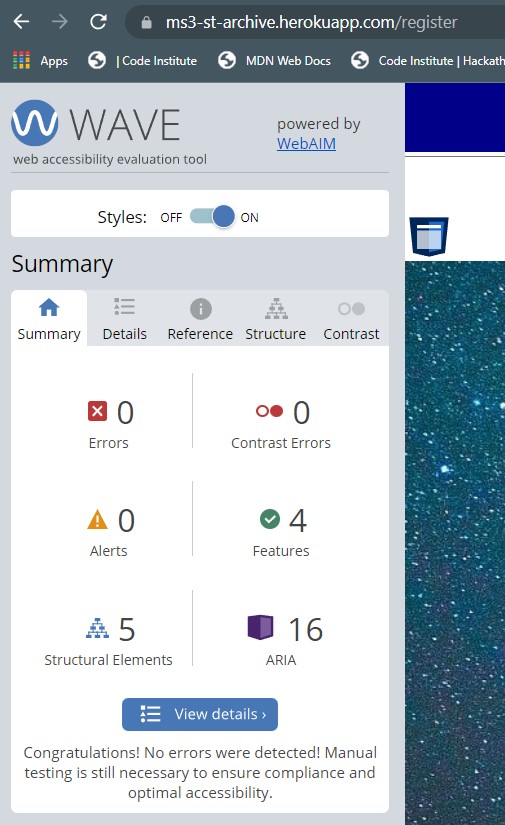 ms3-st-archive.herokuapp.com/register
Apps | Code Institute MDN Web Docs Code Institute | Hackath
WAVE
web accessibility evaluation tool
powered by
WebAIM
Styles: OFF ON
Summary
Summary Details Reference Structure Contrast
0 0
Errors Contrast Errors
0 4
Alerts Features
5 16
Structural Elements ARIA
View details ›
Congratulations! No errors were detected! Manual
testing is still necessary to ensure compliance and
optimal accessibility.